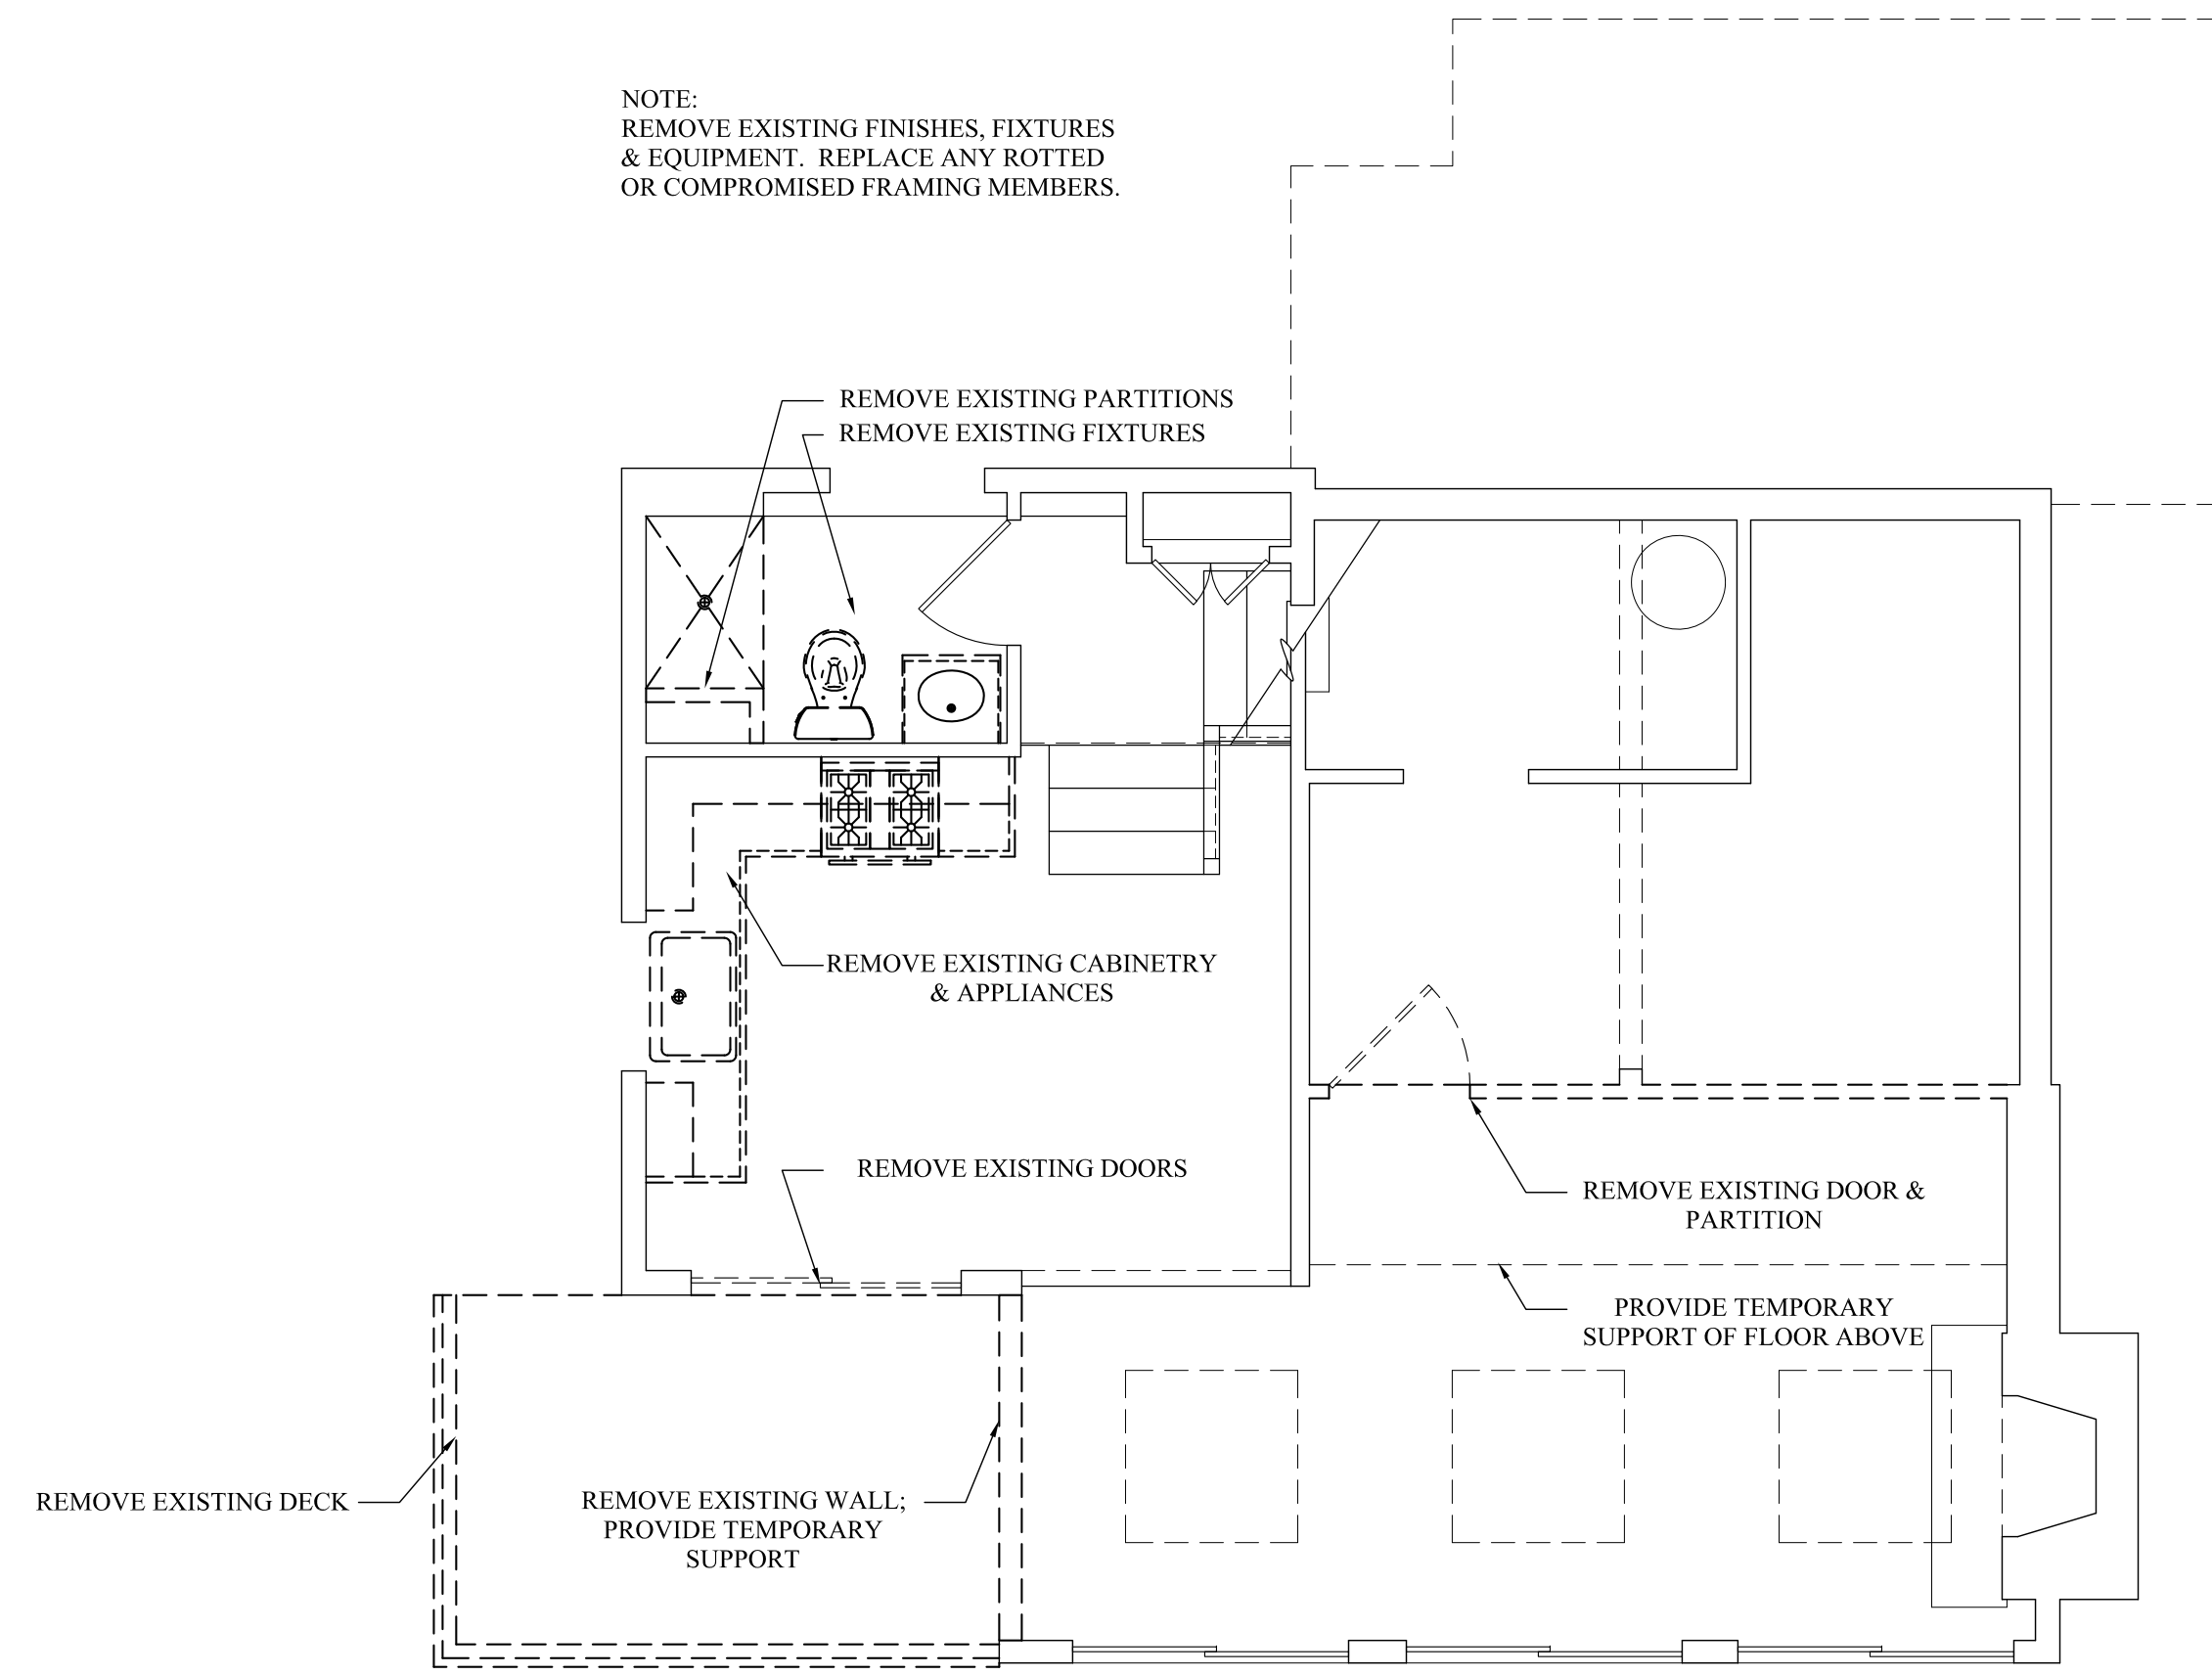 NOTE:
REMOVE EXISTING FINISHES, FIXTURES
& EQUIPMENT.  REPLACE ANY ROTTED
OR COMPROMISED FRAMING MEMBERS.
REMOVE EXISTING PARTITIONS
REMOVE EXISTING FIXTURES
REMOVE EXISTING CABINETRY
& APPLIANCES
REMOVE EXISTING DOORS
REMOVE EXISTING DOOR &
PARTITION
PROVIDE TEMPORARY
SUPPORT OF FLOOR ABOVE
REMOVE EXISTING DECK
REMOVE EXISTING WALL;
PROVIDE TEMPORARY
SUPPORT